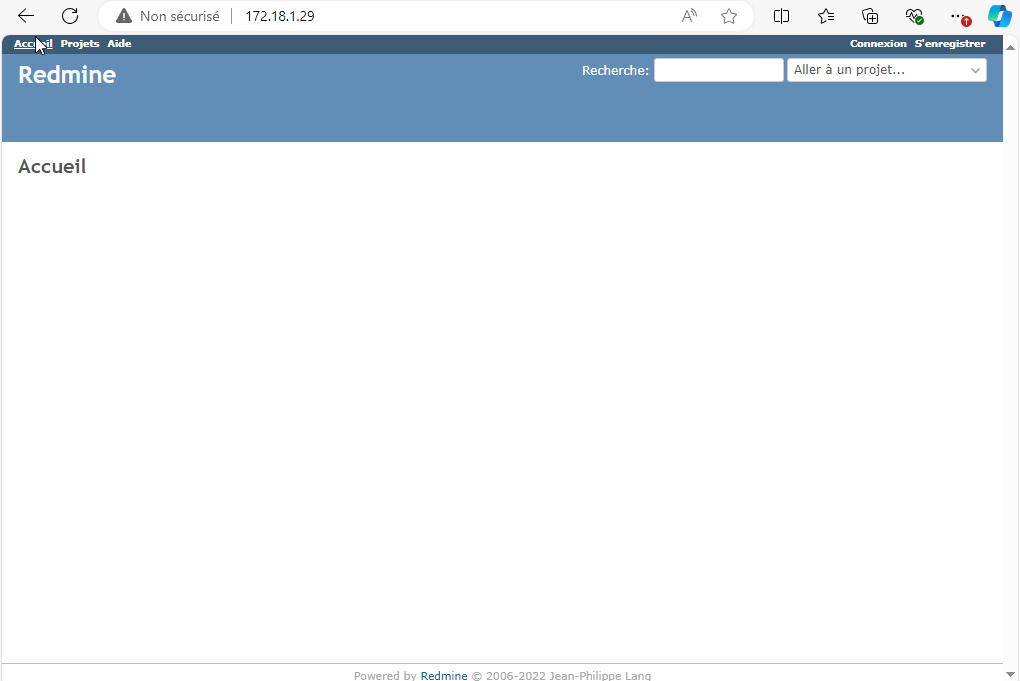 Non sécurisé 172.18.1.29
Accueil Projets Aide Connexion S'enregistrer
Redmine Recherche: Aller à un projet...
Accueil
Powered by Redmine © 2006-2022 Jean-Philippe Lang